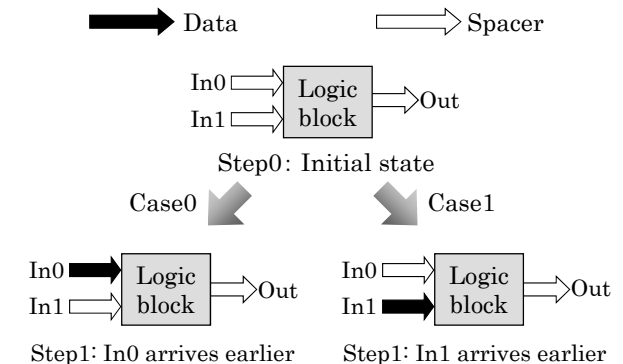 Data
Spacer
In0
Logic
Out
In1
block
Step0: Initial state
Case0
Case1
In0
Logic
Out
In1
block
In0
Logic
Out
In1
block
Step1: In0 arrives earlier
Step1: In1 arrives earlier